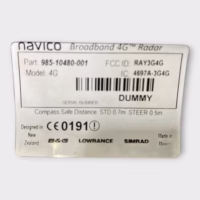 navico Broadband 4G™ Radar
Part: 985-10480-001 FCC ID: RAY3G4G
Model: 4G IC: 4697A-3G4G
SERIAL NUMBER DUMMY
Compass Safe Distance: STD 0.7m STEER 0.5m
Designed in
New
Zealand
CE0191!
B&G LOWRANCE SIMRAD